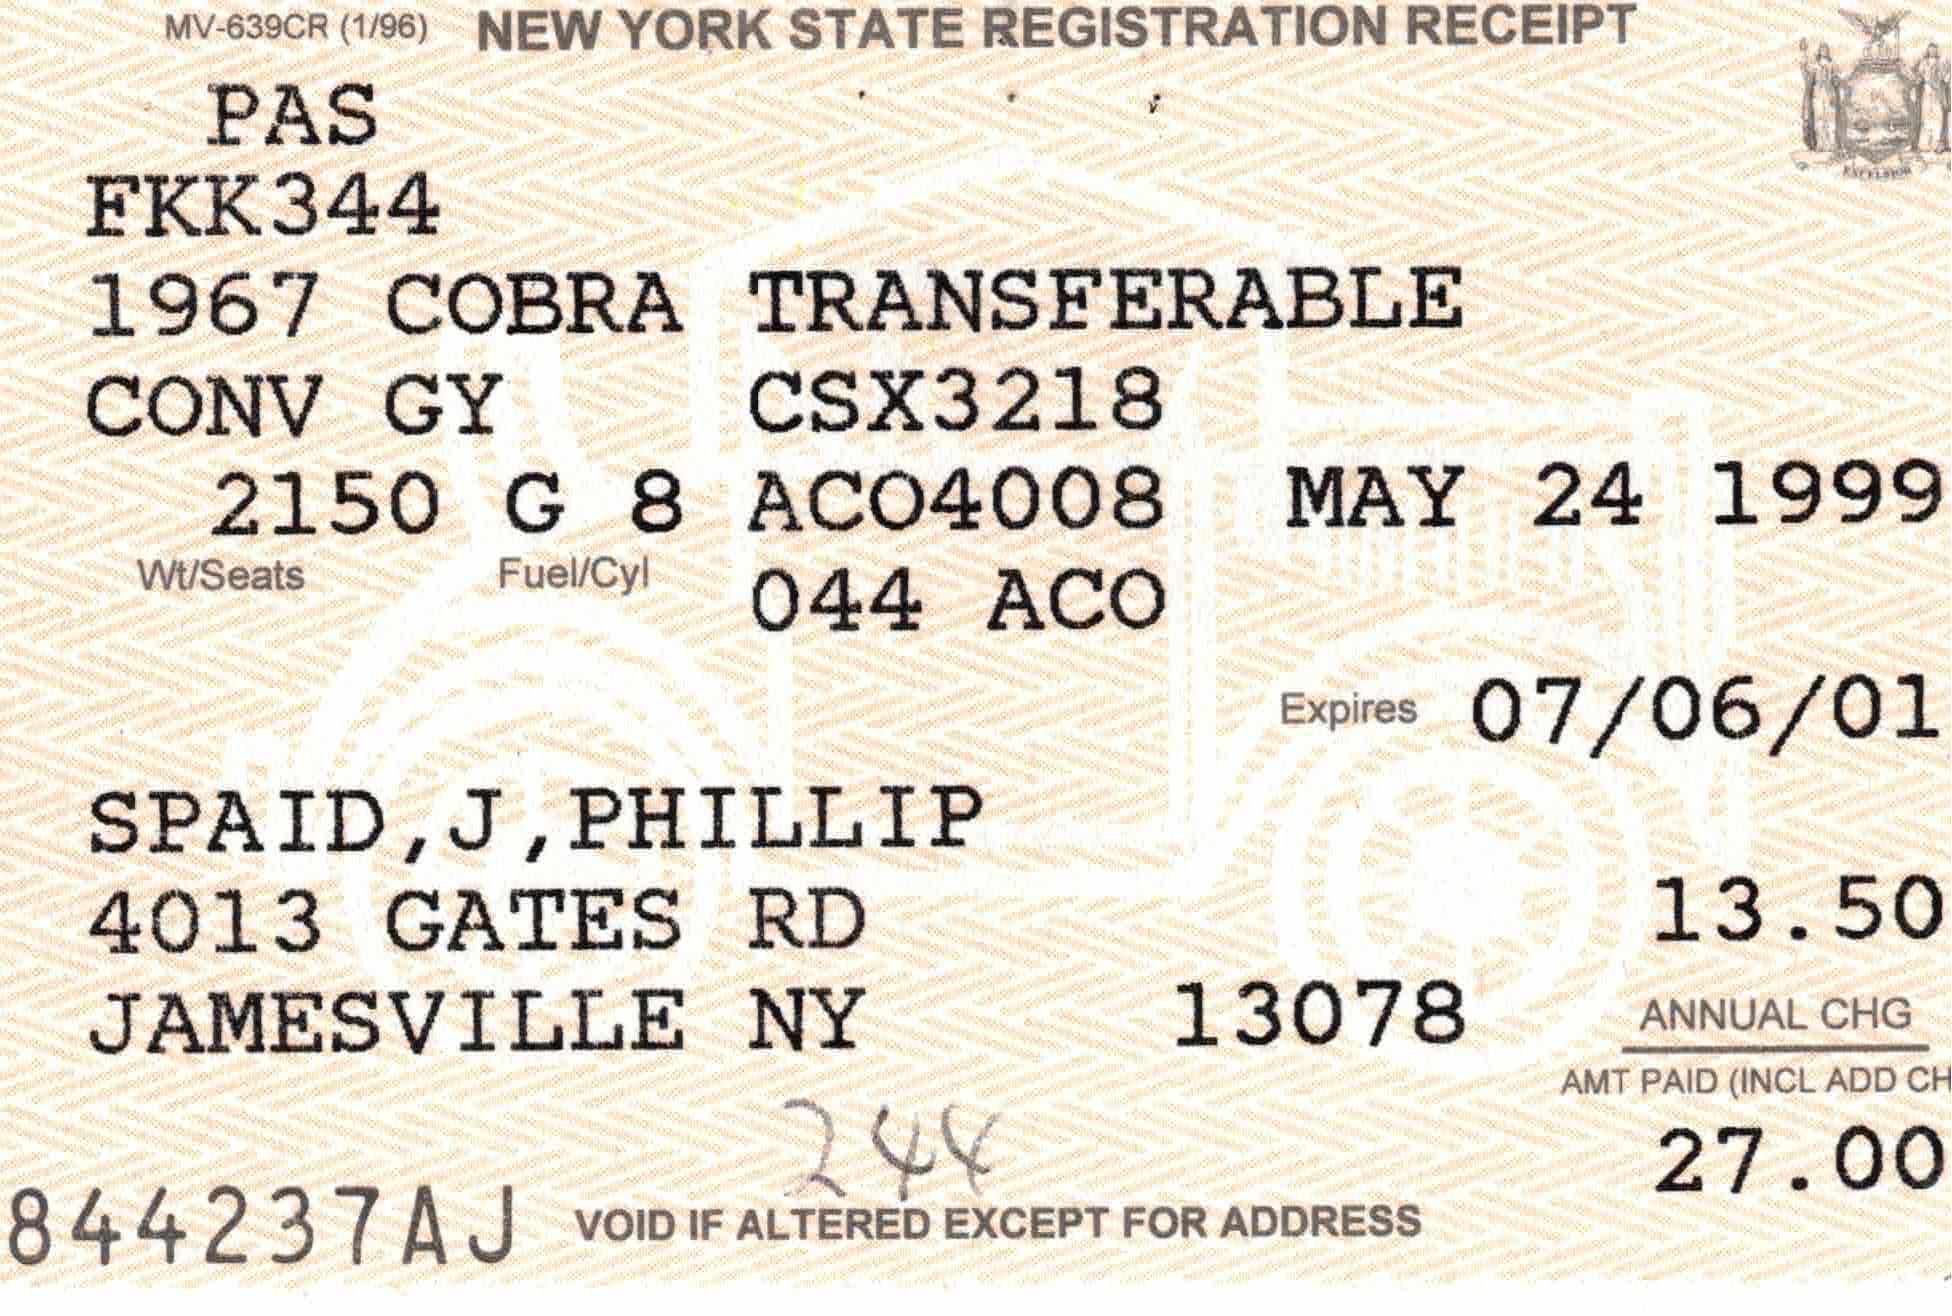 MV-639CR (1/96) NEW YORK STATE REGISTRATION RECEIPT
PAS
FKK344
1967 COBRA TRANSFERABLE
CONV GY CSX3218
2150 G 8 ACO4008 MAY 24 1999
Wt/Seats Fuel/Cyl
044 ACO
Expires 07/06/01
SPAID,J,PHILLIP
4013 GATES RD 13.50
JAMESVILLE NY 13078 ANNUAL CHG
AMT PAID (INCL ADD CH
244
27.00
844237AJ VOID IF ALTERED EXCEPT FOR ADDRESS
EXCELSIOR